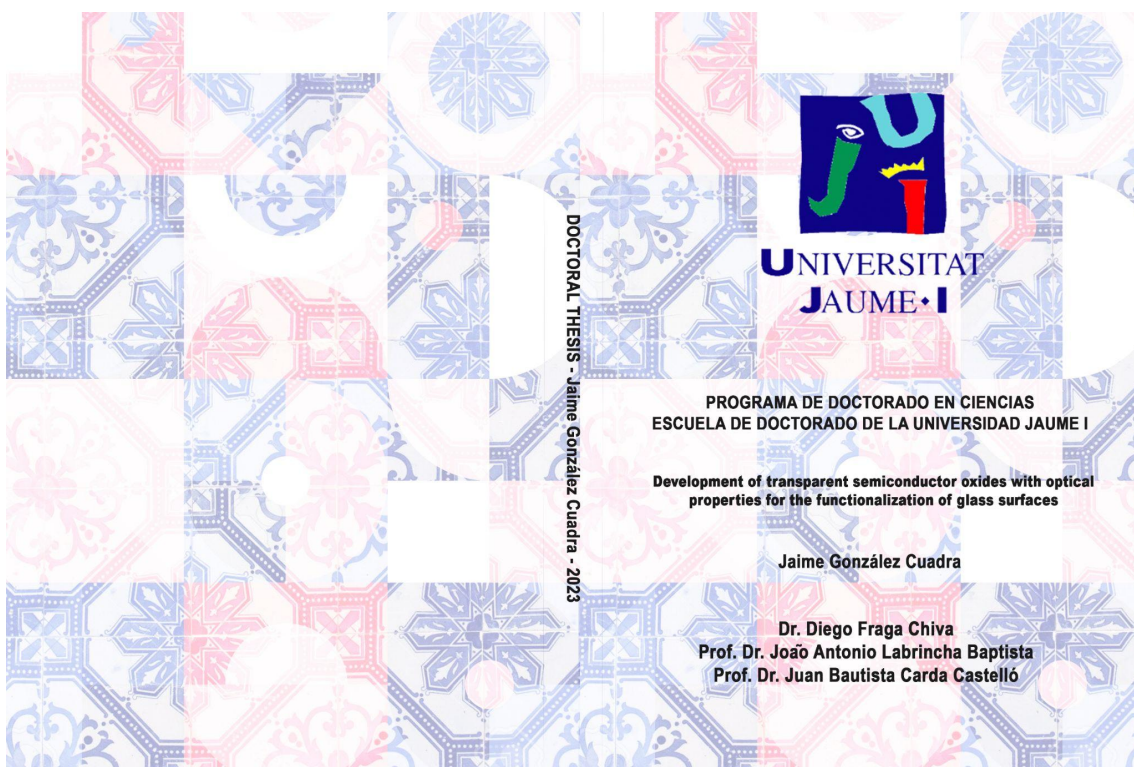 DOCTORAL THESIS - Jaime González Cuadra - 2023
UNIVERSITAT
JAUME·I
PROGRAMA DE DOCTORADO EN CIENCIAS
ESCUELA DE DOCTORADO DE LA UNIVERSIDAD JAUME I
Development of transparent semiconductor oxides with optical
properties for the functionalization of glass surfaces
Jaime González Cuadra
Dr. Diego Fraga Chiva
Prof. Dr. João Antonio Labrincha Baptista
Prof. Dr. Juan Bautista Carda Castelló